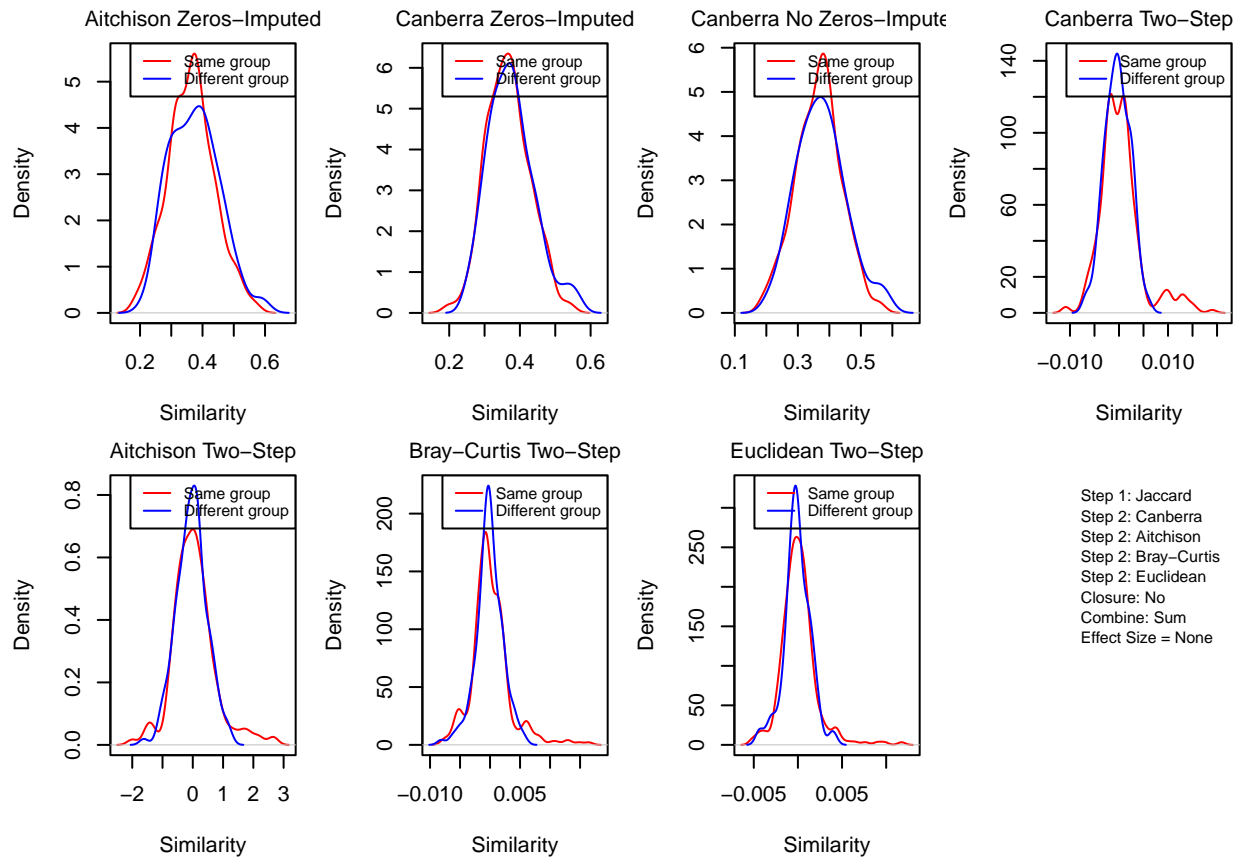 Aitchison Zeros−Imputed
Density
0 1 2 3 4 5
Same group
Different group
0.2 0.4 0.6
Similarity
Canberra Zeros−Imputed
Density
0 1 2 3 4 5 6
Same group
Different group
0.2 0.4 0.6
Similarity
Canberra No Zeros−Impute
Density
0 1 2 3 4 5 6
Same group
Different group
0.1 0.3 0.5
Similarity
Canberra Two−Step
Density
0 20 60 100 140
Same group
Different group
−0.010 0.010
Similarity
Aitchison Two−Step
Density
0.0 0.2 0.4 0.6 0.8
Same group
Different group
−2 0 1 2 3
Similarity
Bray−Curtis Two−Step
Density
0 50 100 150 200
Same group
Different group
−0.010 0.005
Similarity
Euclidean Two−Step
Density
0 50 150 250
Same group
Different group
−0.005 0.005
Similarity
Step 1: Jaccard
Step 2: Canberra
Step 2: Aitchison
Step 2: Bray−Curtis
Step 2: Euclidean
Closure: No
Combine: Sum
Effect Size = None